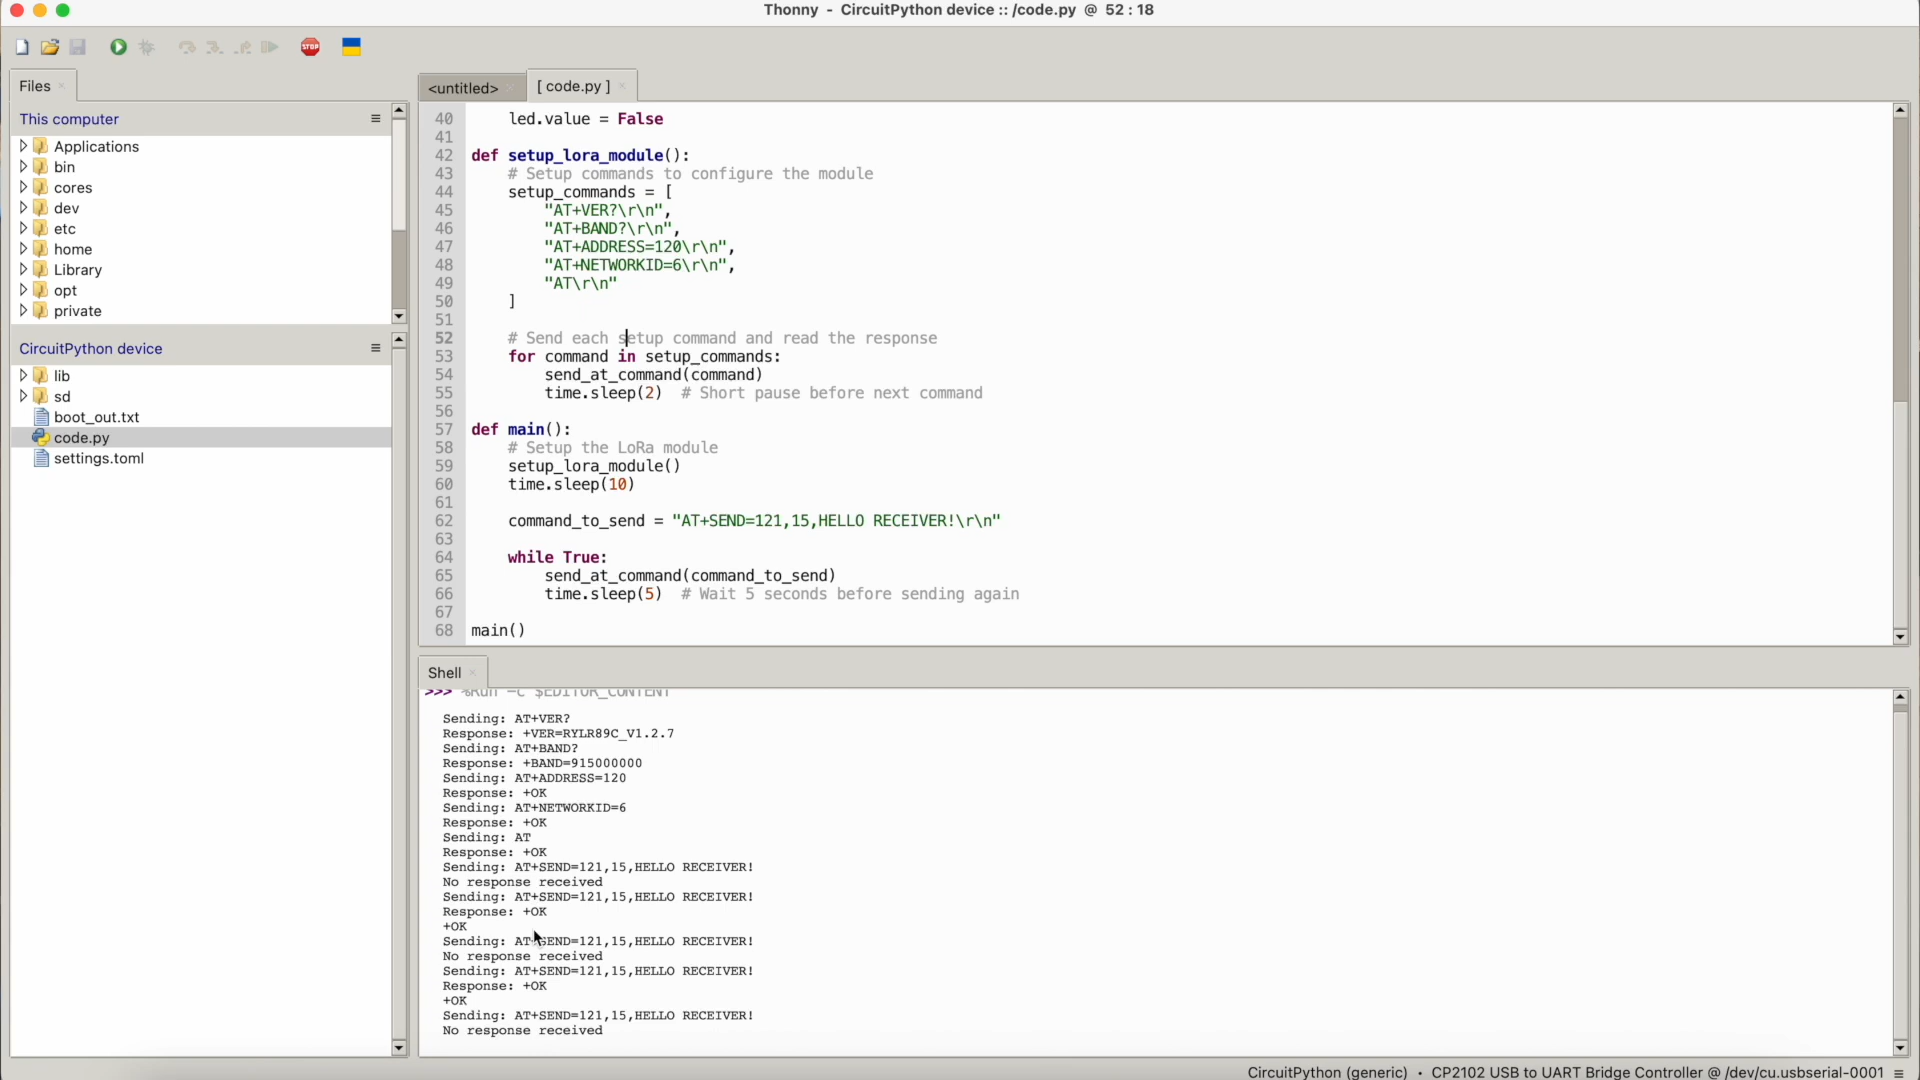 Thonny - CircuitPython device :: /code.py @ 52 : 18
STOP
Files
This computer
Applications
bin
cores
dev
etc
home
Library
opt
private
CircuitPython device
lib
sd
boot_out.txt
code.py
settings.toml
<untitled>
[ code.py ]
40     led.value = False
41
42 def setup_lora_module():
43     # Setup commands to configure the module
44     setup_commands = [
45         "AT+VER?\r\n",
46         "AT+BAND?\r\n",
47         "AT+ADDRESS=120\r\n",
48         "AT+NETWORKID=6\r\n",
49         "AT\r\n"
50     ]
51
52     # Send each setup command and read the response
53     for command in setup_commands:
54         send_at_command(command)
55         time.sleep(2)  # Short pause before next command
56
57 def main():
58     # Setup the LoRa module
59     setup_lora_module()
60     time.sleep(10)
61
62     command_to_send = "AT+SEND=121,15,HELLO RECEIVER!\r\n"
63
64     while True:
65         send_at_command(command_to_send)
66         time.sleep(5)  # Wait 5 seconds before sending again
67
68 main()
Shell
>>> %Run -c $EDITOR_CONTENT
Sending: AT+VER?
Response: +VER=RYLR89C_V1.2.7
Sending: AT+BAND?
Response: +BAND=915000000
Sending: AT+ADDRESS=120
Response: +OK
Sending: AT+NETWORKID=6
Response: +OK
Sending: AT
Response: +OK
Sending: AT+SEND=121,15,HELLO RECEIVER!
No response received
Sending: AT+SEND=121,15,HELLO RECEIVER!
Response: +OK
+OK
Sending: AT+SEND=121,15,HELLO RECEIVER!
No response received
Sending: AT+SEND=121,15,HELLO RECEIVER!
Response: +OK
+OK
Sending: AT+SEND=121,15,HELLO RECEIVER!
No response received
CircuitPython (generic) • CP2102 USB to UART Bridge Controller @ /dev/cu.usbserial-0001